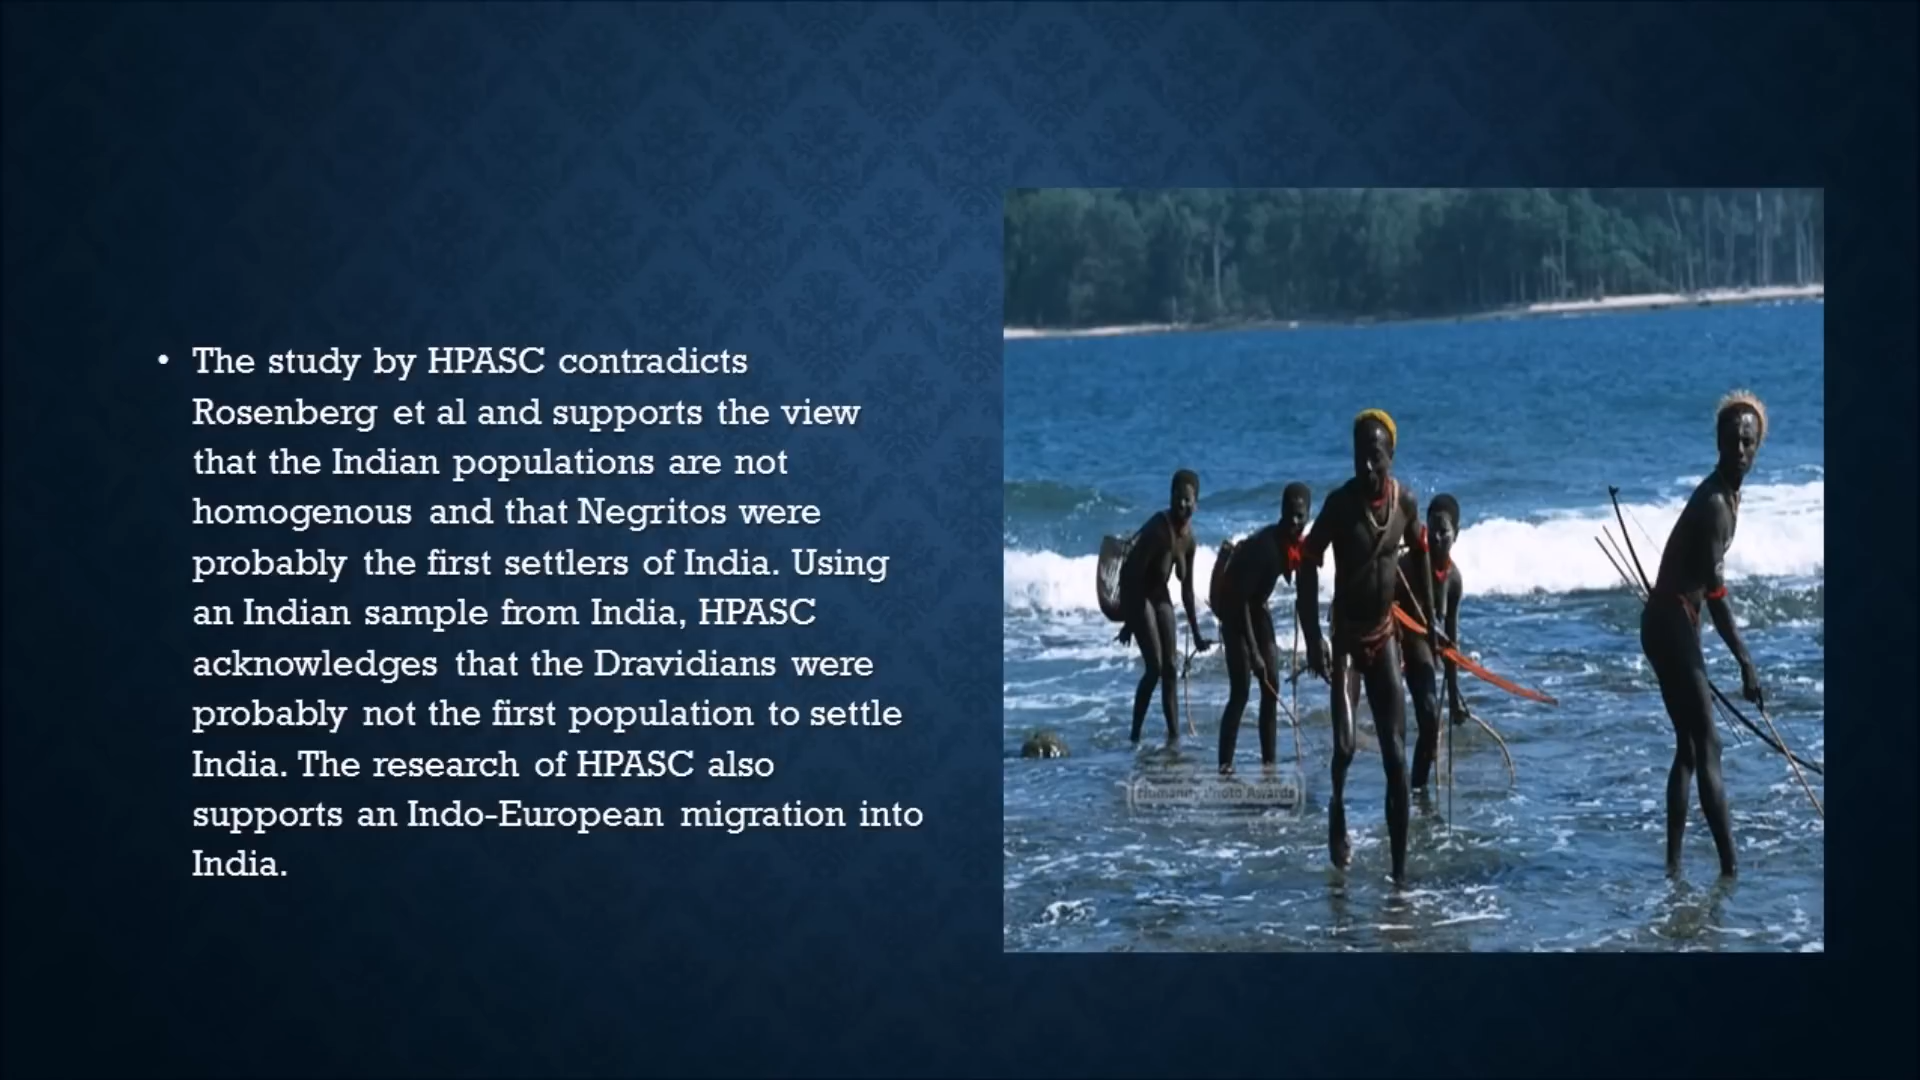 • The study by HPASC contradicts
Rosenberg et al and supports the view
that the Indian populations are not
homogenous and that Negritos were
probably the first settlers of India. Using
an Indian sample from India, HPASC
acknowledges that the Dravidians were
probably not the first population to settle
India. The research of HPASC also
supports an Indo-European migration into
India.
Humanity Photo Awards